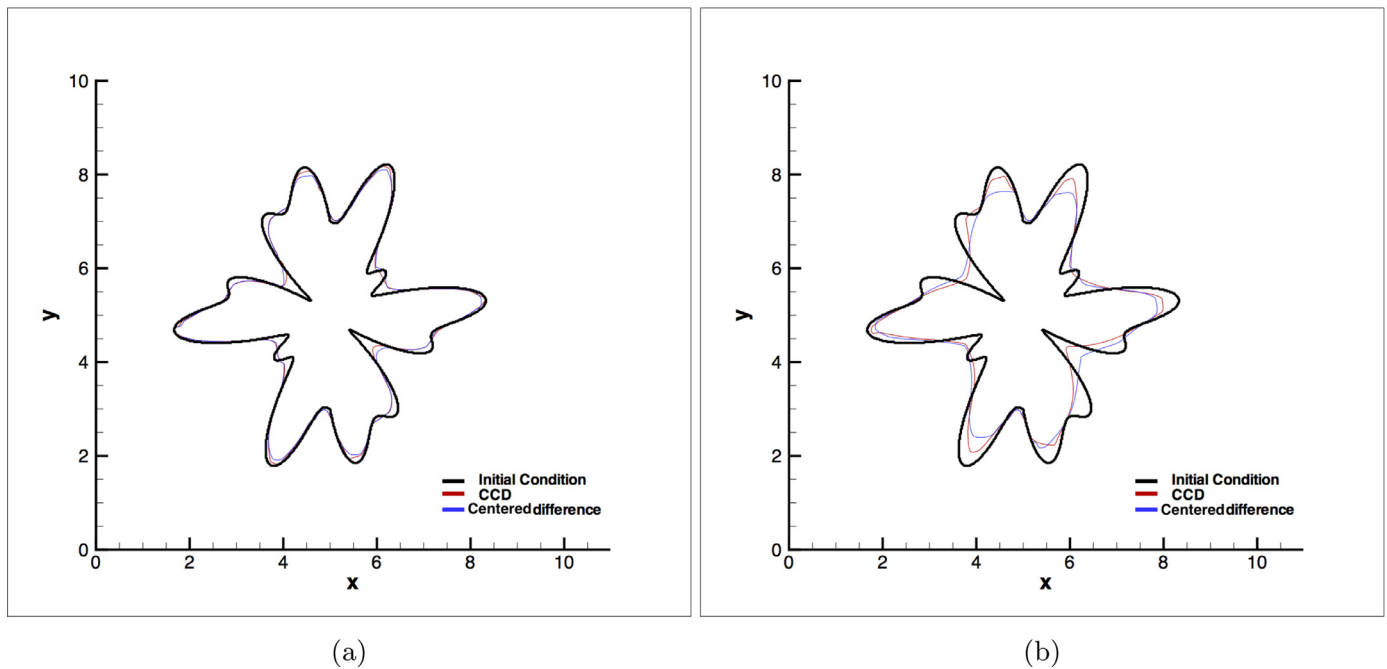 10
8
6
4
2
0
y
0 2 4 6 8 10
x
Initial Condition
CCD
Centered difference
(a)
10
8
6
4
2
0
y
0 2 4 6 8 10
x
Initial Condition
CCD
Centered difference
(b)